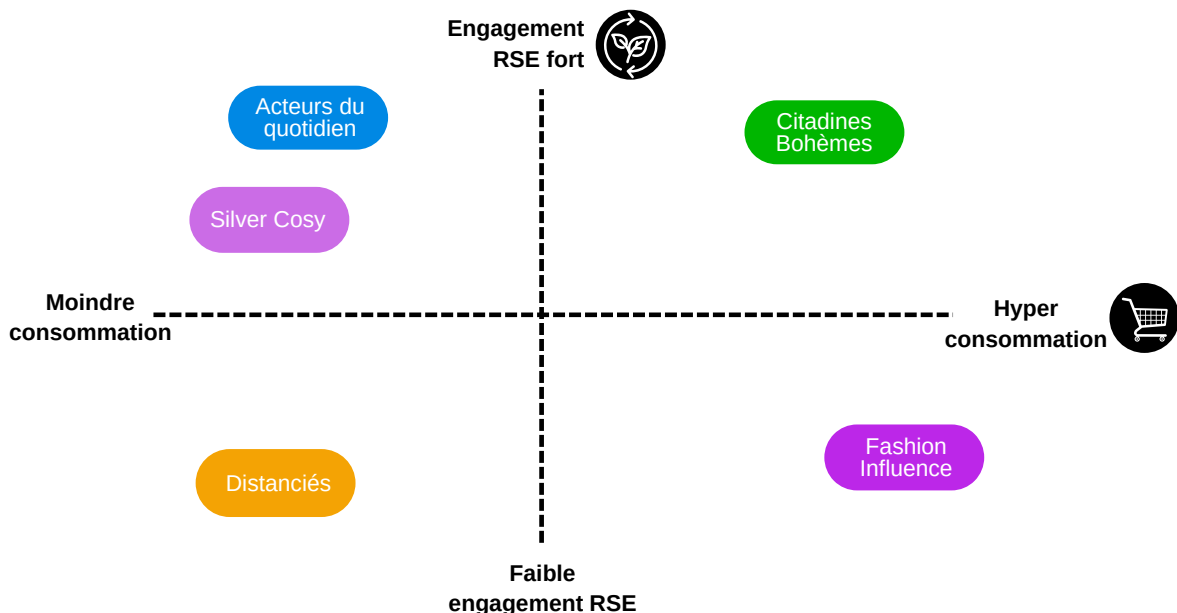 Engagement
RSE fort
Acteurs du
quotidien
Citadines
Bohèmes
Silver Cosy
Moindre
consommation
Hyper
consommation
Fashion
Influence
Distanciés
Faible
engagement RSE